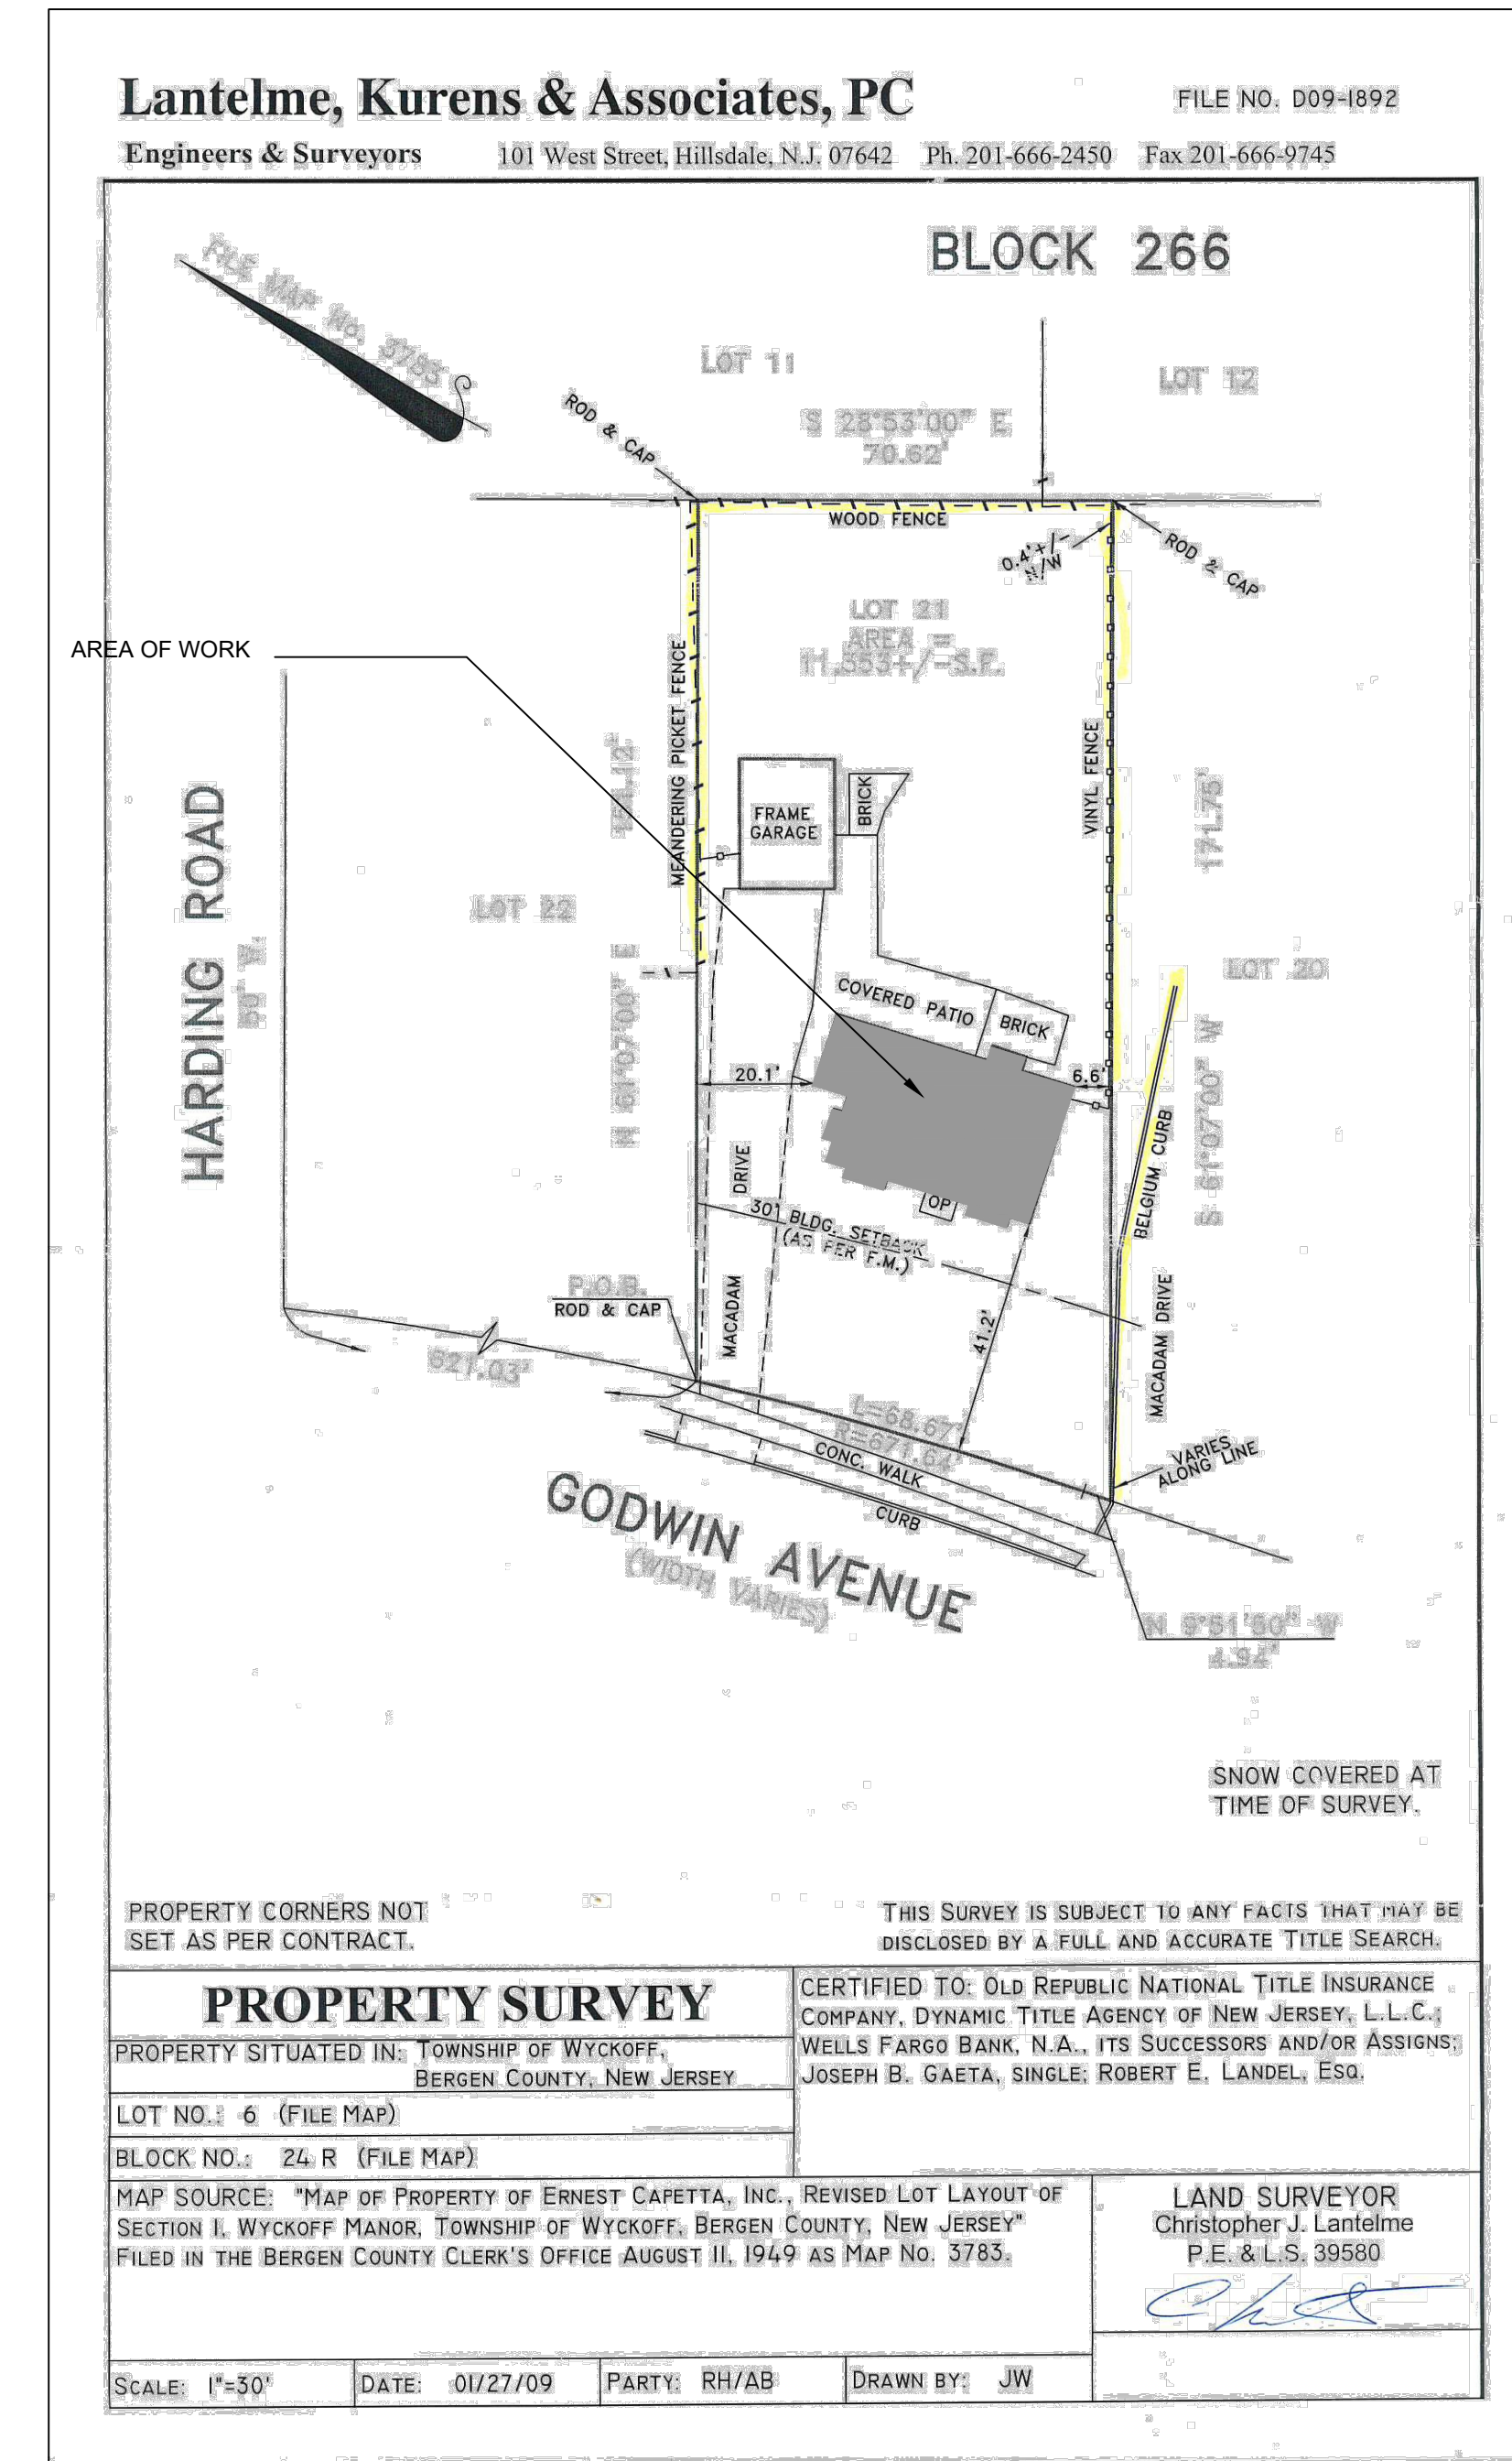 Lantelme, Kurens & Associates, PC
FILE NO. D09-1892
Engineers & Surveyors 101 West Street, Hillsdale, N.J. 07642 Ph. 201-666-2450 Fax 201-666-9745
BLOCK 266
FILE MAP No. 3783
LOT 11
LOT 12
S 28°53'00" E
70.62'
ROD & CAP
WOOD FENCE
0.4'+/-
N/W
ROD & CAP
LOT 21
AREA =
11,553+/-S.F.
AREA OF WORK
MEANDERING PICKET FENCE
VINYL FENCE
171.75'
FRAME
GARAGE
BRICK
HARDING ROAD
50' W.
LOT 22
N 61°07'00" E
LOT 20
S 61°07'00" W
COVERED PATIO
BRICK
20.1'
6.6'
BELGIUM CURB
DRIVE
OP
30' BLDG. SETBACK
(AS PER F.M.)
P.O.B.
ROD & CAP
MACADAM
41.2'
MACADAM DRIVE
621.03'
L=68.67'
R=671.64'
CONC. WALK
CURB
VARIES
ALONG LINE
GODWIN AVENUE
(WIDTH VARIES)
N 9°51'50" W
4.94'
SNOW COVERED AT
TIME OF SURVEY.
PROPERTY CORNERS NOT
SET AS PER CONTRACT.
THIS SURVEY IS SUBJECT TO ANY FACTS THAT MAY BE
DISCLOSED BY A FULL AND ACCURATE TITLE SEARCH.
PROPERTY SURVEY
PROPERTY SITUATED IN: TOWNSHIP OF WYCKOFF,
BERGEN COUNTY, NEW JERSEY
LOT NO.: 6 (FILE MAP)
BLOCK NO.: 24 R (FILE MAP)
CERTIFIED TO: OLD REPUBLIC NATIONAL TITLE INSURANCE
COMPANY, DYNAMIC TITLE AGENCY OF NEW JERSEY, L.L.C.;
WELLS FARGO BANK, N.A., ITS SUCCESSORS AND/OR ASSIGNS;
JOSEPH B. GAETA, SINGLE; ROBERT E. LANDEL, ESQ.
MAP SOURCE: "MAP OF PROPERTY OF ERNEST CAPETTA, INC., REVISED LOT LAYOUT OF
SECTION 1, WYCKOFF MANOR, TOWNSHIP OF WYCKOFF, BERGEN COUNTY, NEW JERSEY"
FILED IN THE BERGEN COUNTY CLERK'S OFFICE AUGUST 11, 1949 AS MAP NO. 3783.
LAND SURVEYOR
Christopher J. Lantelme
P.E. & L.S. 39580
SCALE: 1"=30'
DATE: 01/27/09
PARTY: RH/AB
DRAWN BY: JW